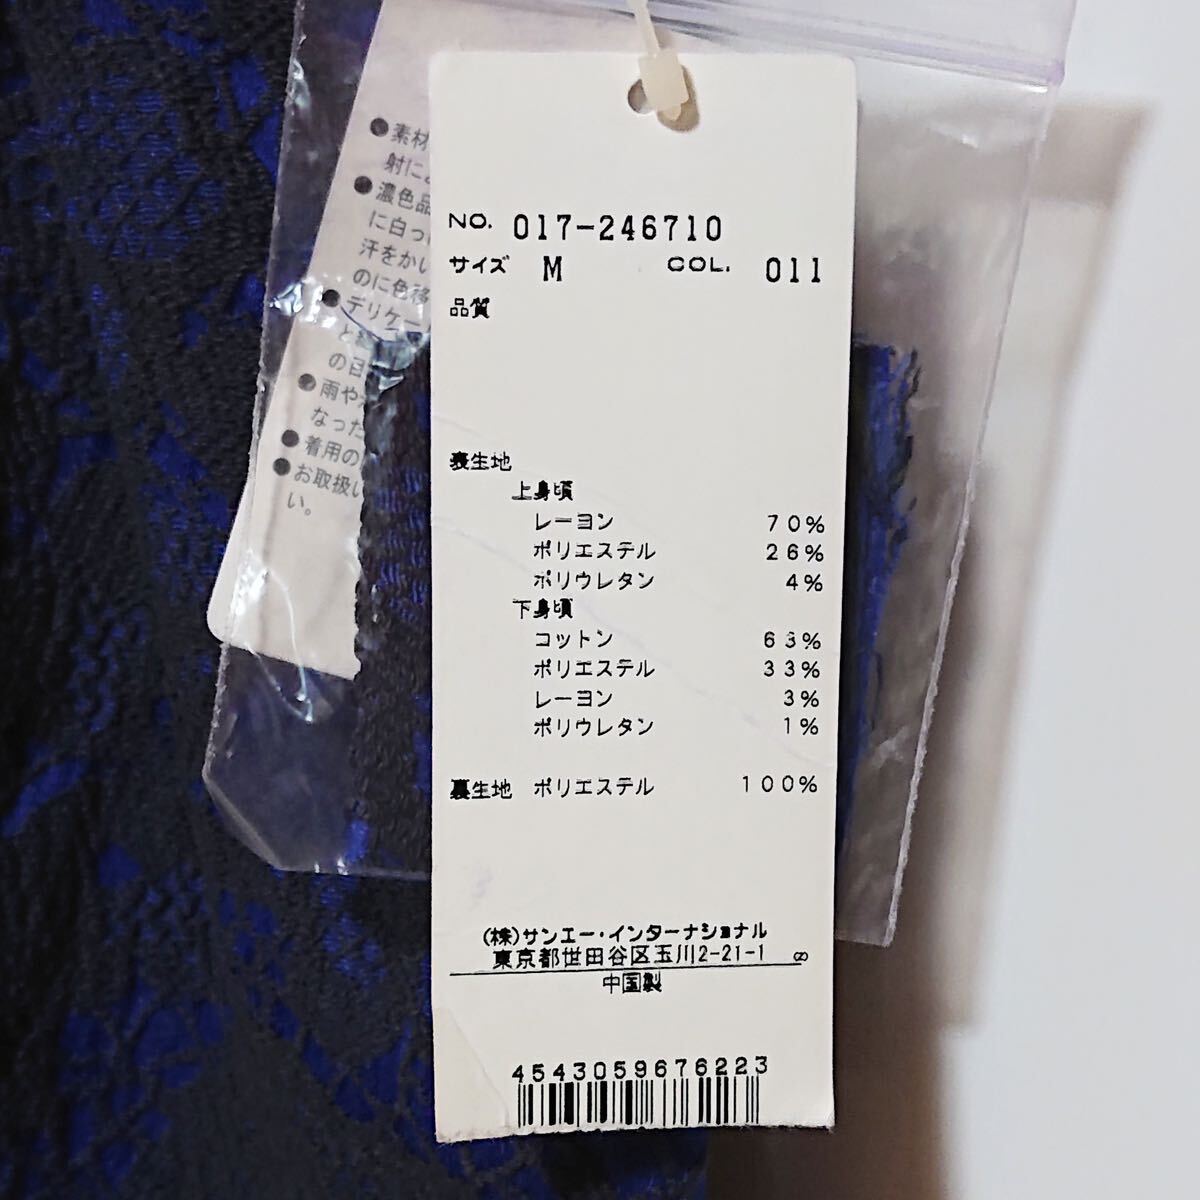 NO. 017-246710
サイズ M COL. 011
品質
表生地
上身頃
レーヨン 70%
ポリエステル 26%
ポリウレタン 4%
下身頃
コットン 63%
ポリエステル 33%
レーヨン 3%
ポリウレタン 1%
裏生地 ポリエステル 100%
(株)サンエー・インターナショナル
東京都世田谷区玉川2-21-1
中国製
4543059676223
●素材
射に
●濃色品
に白っ
汗をかい
のに色移
●デリケー
と
の日
●雨や
なった
●着用の
●お取扱い
い。